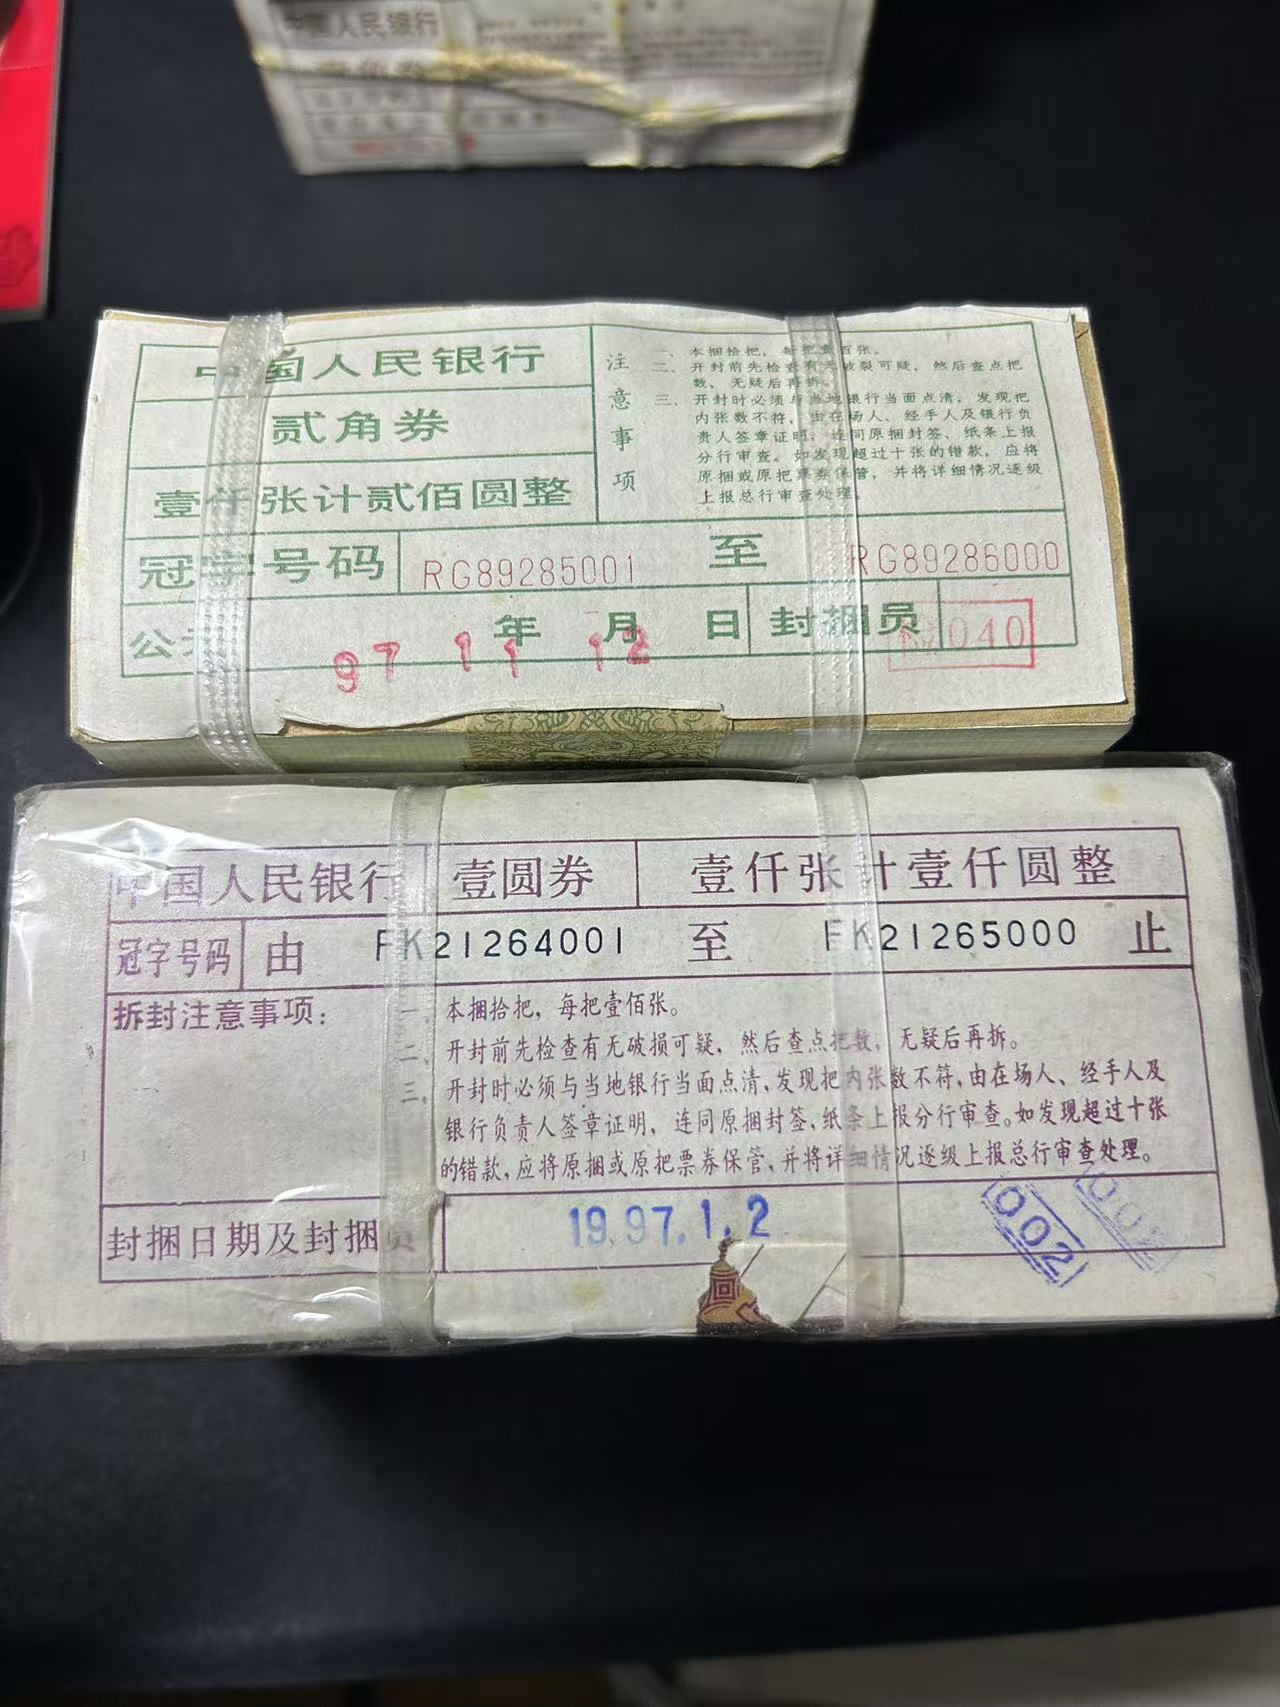 中国人民银行
中国人民银行
贰角券
壹仟张计贰佰圆整
冠字号码 RG89285001 至 RG89286000
公元 97年 11月 12日 封捆员 040
注意事项
一、本捆拾把，每把壹百张。
二、开封前先检查有无破裂可疑，然后查点把
数，无疑后再拆。
三、开封时必须与当地银行当面点清，发现把
内张数不符，由在场人、经手人及银行负
责人签章证明，连同原捆封签、纸条上报
分行审查。如发现超过十张的错款，应将
原捆或原把票券保管，并将详细情况逐级
上报总行审查处理。
中国人民银行 壹圆券 壹仟张计壹仟圆整
冠字号码 由 FK21264001 至 FK21265000 止
拆封注意事项：
一、本捆拾把，每把壹佰张。
二、开封前先检查有无破损可疑，然后查点把数，无疑后再拆。
三、开封时必须与当地银行当面点清，发现把内张数不符，由在场人、经手人及
银行负责人签章证明，连同原捆封签，纸条上报分行审查。如发现超过十张
的错款，应将原捆或原把票券保管，并将详细情况逐级上报总行审查处理。
封捆日期及封捆员 1997.1.2 002 002